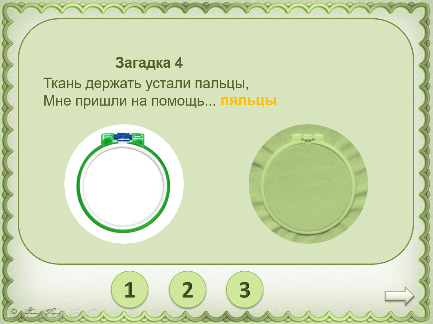 Загадка 4
Ткань держать устали пальцы,
Мне пришли на помощь... пяльцы
1 2 3